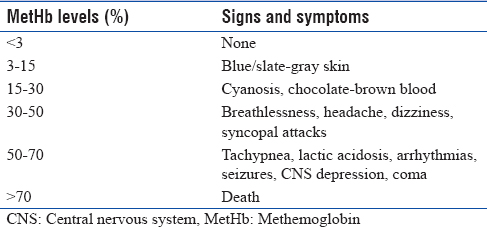 MetHb levels (%) Signs and symptoms
<3 None
3-15 Blue/slate-gray skin
15-30 Cyanosis, chocolate-brown blood
30-50 Breathlessness, headache, dizziness,
syncopal attacks
50-70 Tachypnea, lactic acidosis, arrhythmias,
seizures, CNS depression, coma
>70 Death
CNS: Central nervous system, MetHb: Methemoglobin